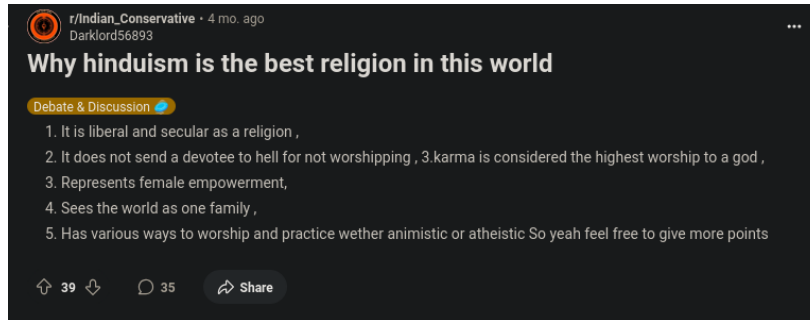 r/Indian_Conservative • 4 mo. ago
Darklord56893
Why hinduism is the best religion in this world
Debate & Discussion
1. It is liberal and secular as a religion ,
2. It does not send a devotee to hell for not worshipping , 3.karma is considered the highest worship to a god ,
3. Represents female empowerment,
4. Sees the world as one family ,
5. Has various ways to worship and practice wether animistic or atheistic So yeah feel free to give more points
39 35 Share